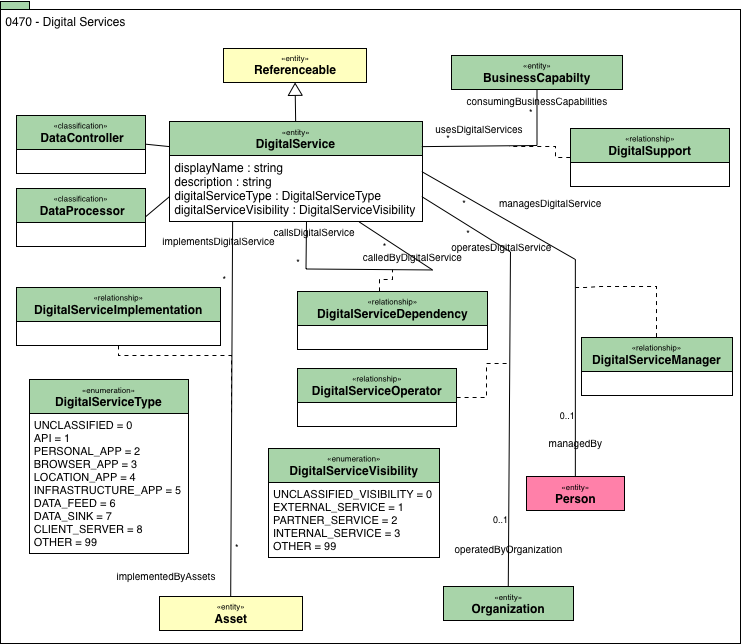 0470 - Digital Services
«entity»
Referenceable
«entity»
BusinessCapabilty
consumingBusinessCapabilities
*
usesDigitalServices
*
«classification»
DataController
«entity»
DigitalService
displayName : string
description : string
digitalServiceType : DigitalServiceType
digitalServiceVisibility : DigitalServiceVisibility
«relationship»
DigitalSupport
«classification»
DataProcessor
*
managesDigitalService
implementsDigitalService
callsDigitalService
*
operatesDigitalService
*
calledByDigitalService
*
*
«relationship»
DigitalServiceImplementation
«relationship»
DigitalServiceDependency
«relationship»
DigitalServiceManager
«relationship»
DigitalServiceOperator
«enumeration»
DigitalServiceType
UNCLASSIFIED = 0
API = 1
PERSONAL_APP = 2
BROWSER_APP = 3
LOCATION_APP = 4
INFRASTRUCTURE_APP = 5
DATA_FEED = 6
DATA_SINK = 7
CLIENT_SERVER = 8
OTHER = 99
«enumeration»
DigitalServiceVisibility
UNCLASSIFIED_VISIBILITY = 0
EXTERNAL_SERVICE = 1
PARTNER_SERVICE = 2
INTERNAL_SERVICE = 3
OTHER = 99
0..1
managedBy
«entity»
Person
0..1
operatedByOrganization
*
implementedByAssets
«entity»
Asset
«entity»
Organization